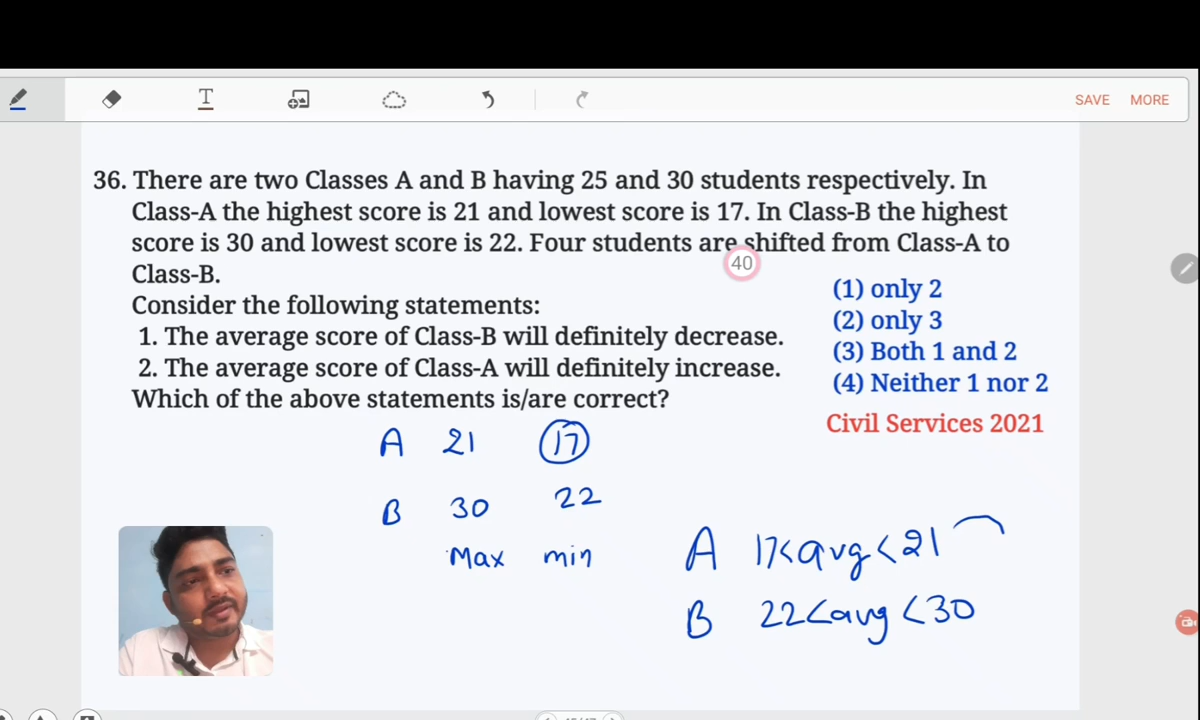 T
SAVE MORE
36. There are two Classes A and B having 25 and 30 students respectively. In
Class-A the highest score is 21 and lowest score is 17. In Class-B the highest
score is 30 and lowest score is 22. Four students are shifted from Class-A to
Class-B.
40
Consider the following statements:
1. The average score of Class-B will definitely decrease.
2. The average score of Class-A will definitely increase.
Which of the above statements is/are correct?
(1) only 2
(2) only 3
(3) Both 1 and 2
(4) Neither 1 nor 2
Civil Services 2021
A 21 17
B 30 22
Max min
A 17<avg<21
B 22<avg<30